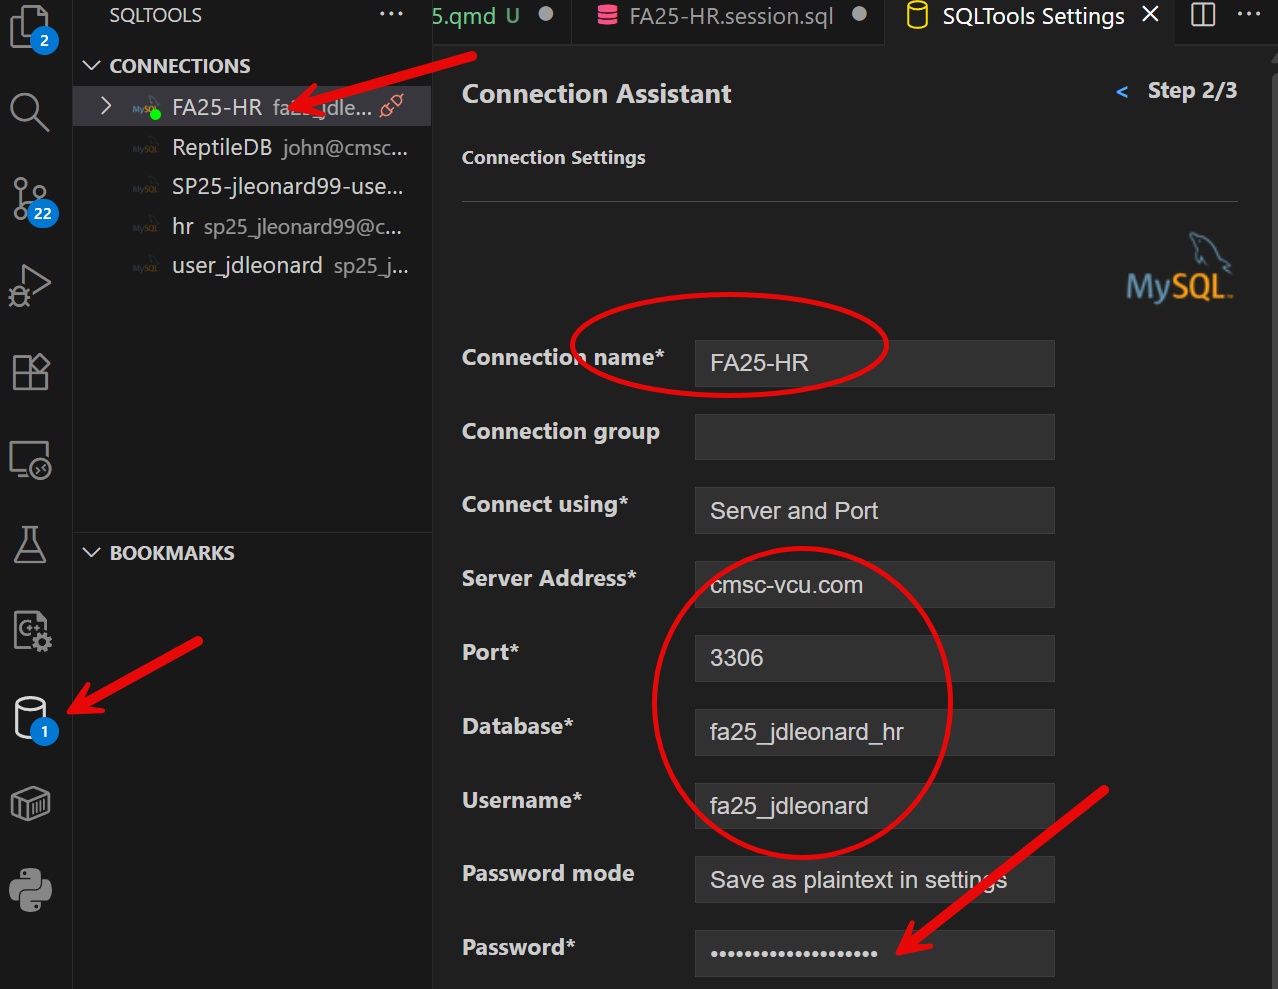 SQLTOOLS
5.qmd U
FA25-HR.session.sql
SQLTools Settings
2
CONNECTIONS
FA25-HR
ReptileDB john@cmsc...
SP25-jleonard99-use...
22
hr sp25_jleonard99@c...
user_jdleonard sp25_j...
BOOKMARKS
1
Connection Assistant
< Step 2/3
Connection Settings
MySQL
Connection name* FA25-HR
Connection group
Connect using* Server and Port
Server Address* cmsc-vcu.com
Port* 3306
Database* fa25_jdleonard_hr
Username* fa25_jdleonard
Password mode Save as plaintext in settings
Password* ••••••••••••••••••••